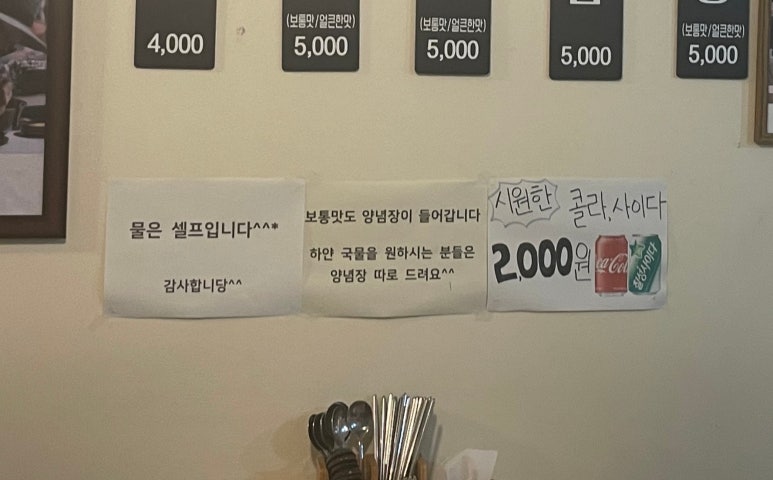 4,000
(보통맛/얼큰한맛)
5,000
(보통맛/얼큰한맛)
5,000
5,000
(보통맛/얼큰한맛)
5,000
물은 셀프입니다^^*
감사합니당^^
보통맛도 양념장이 들어갑니다
하얀 국물을 원하시는 분들은
양념장 따로 드려요^^
시원한 콜라,사이다
2,000원
Coca-Cola
칠성사이다